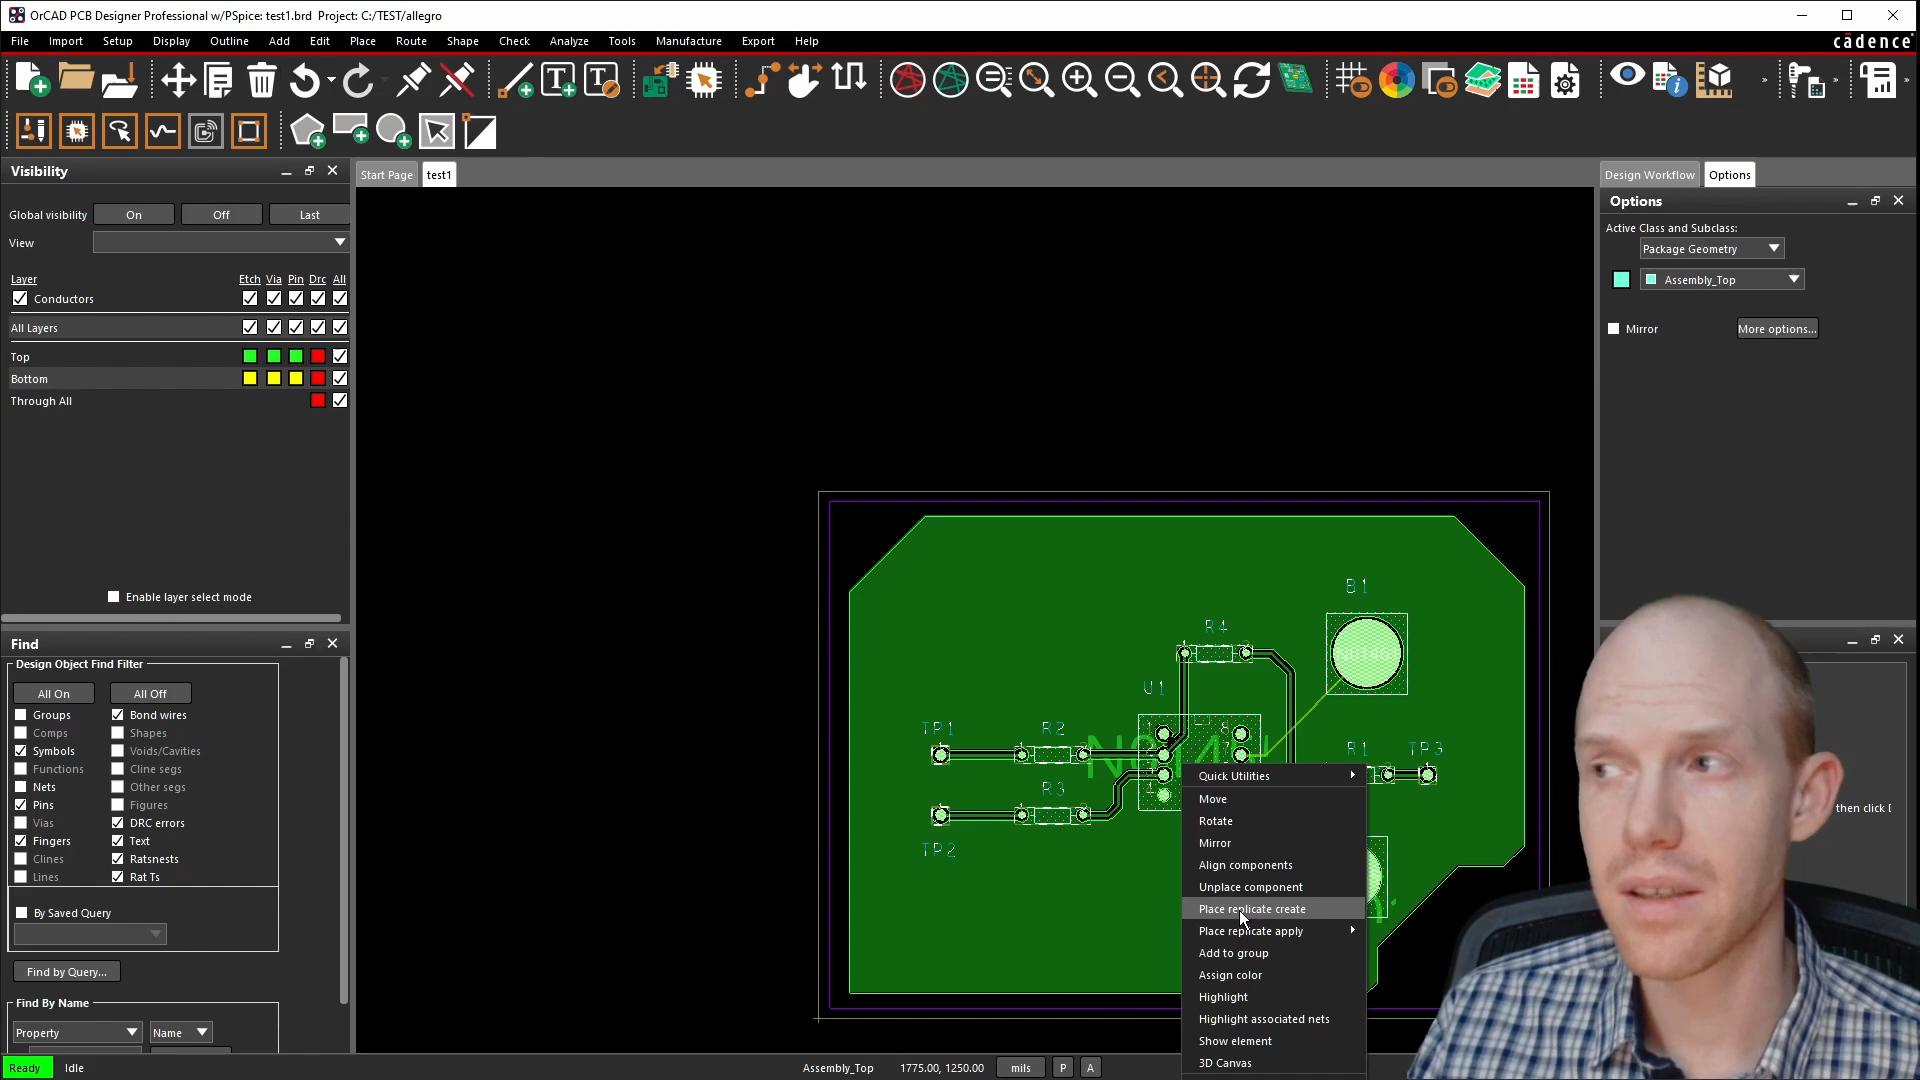 OrCAD PCB Designer Professional w/PSpice: test1.brd Project: C:/TEST/allegro
File Import Setup Display Outline Add Edit Place Route Shape Check Analyze Tools Manufacture Export Help
cādence
Visibility
Start Page test1
Design Workflow Options
Options
Global visibility On Off Last
View
Active Class and Subclass:
Package Geometry
Assembly_Top
Mirror More options...
Layer Etch Via Pin Drc All
Conductors
All Layers
Top
Bottom
Through All
Enable layer select mode
Find
Design Object Find Filter
All On All Off
Groups Bond wires
Comps Shapes
Symbols Voids/Cavities
Functions Cline segs
Nets Other segs
Pins Figures
Vias DRC errors
Fingers Text
Clines Ratsnests
Lines Rat Ts
By Saved Query
Find by Query...
Find By Name
Property Name
B1
R4
U1
TP1 R2
R1 TP3
R3
TP2
then click
Quick Utilities
Move
Rotate
Mirror
Align components
Unplace component
Place replicate create
Place replicate apply
Add to group
Assign color
Highlight
Highlight associated nets
Show element
3D Canvas
Ready Idle Assembly_Top 1775.00, 1250.00 mils P A